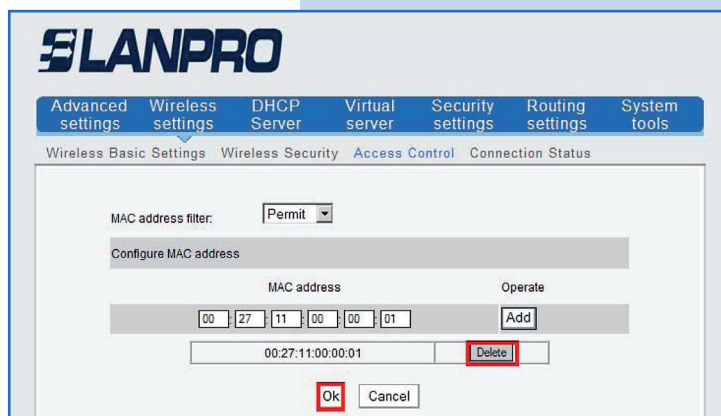 LANPRO
Advanced settings Wireless settings DHCP Server Virtual server Security settings Routing settings System tools
Wireless Basic Settings Wireless Security Access Control Connection Status
MAC address filter: Permit
Configure MAC address
MAC address Operate
00 : 27 : 11 : 00 : 00 : 01 Add
00:27:11:00:00:01 Delete
Ok Cancel